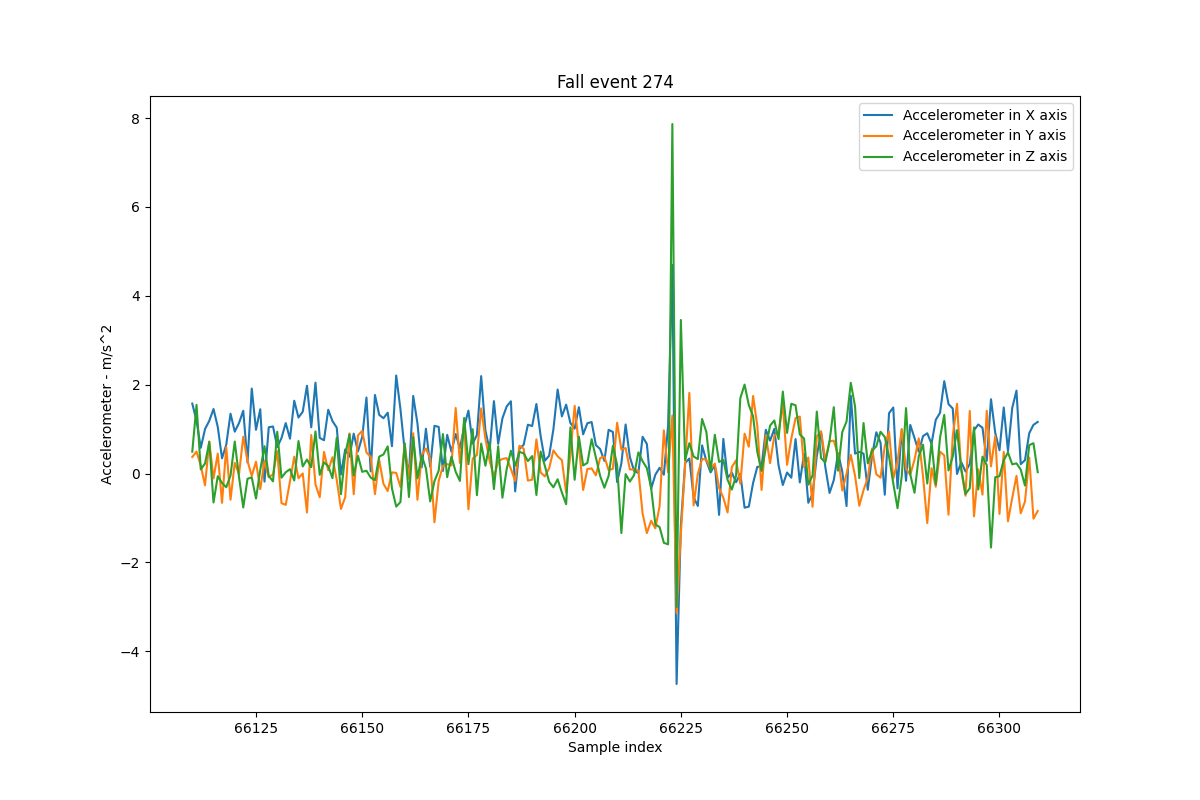 Fall event 274
Accelerometer in X axis
Accelerometer in Y axis
Accelerometer in Z axis
Accelerometer - m/s^2
8
6
4
2
0
−2
−4
66125 66150 66175 66200 66225 66250 66275 66300
Sample index